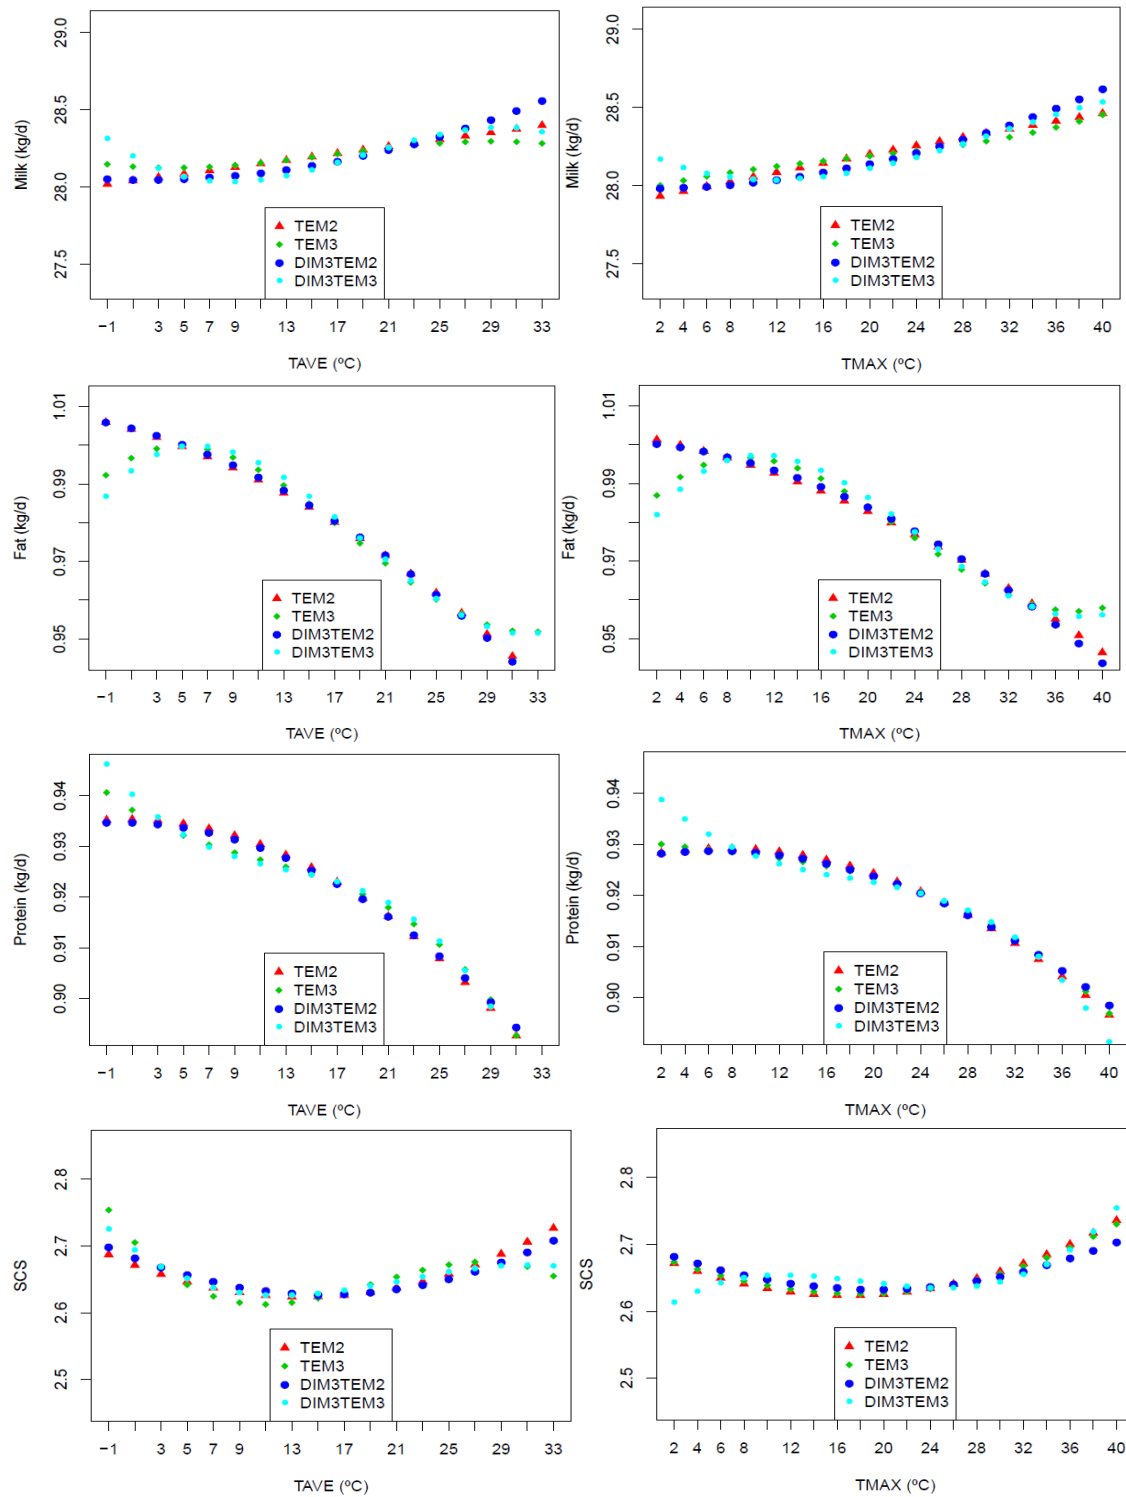 Milk (kg/d)
29.0
28.5
28.0
27.5
TEM2
TEM3
DIM3TEM2
DIM3TEM3
−1 3 5 7 9 13 17 21 25 29 33
TAVE (ºC)
Milk (kg/d)
29.0
28.5
28.0
27.5
TEM2
TEM3
DIM3TEM2
DIM3TEM3
2 4 6 8 12 16 20 24 28 32 36 40
TMAX (ºC)
Fat (kg/d)
1.01
0.99
0.97
0.95
TEM2
TEM3
DIM3TEM2
DIM3TEM3
−1 3 5 7 9 13 17 21 25 29 33
TAVE (ºC)
Fat (kg/d)
1.01
0.99
0.97
0.95
TEM2
TEM3
DIM3TEM2
DIM3TEM3
2 4 6 8 12 16 20 24 28 32 36 40
TMAX (ºC)
Protein (kg/d)
0.94
0.93
0.92
0.91
0.90
TEM2
TEM3
DIM3TEM2
DIM3TEM3
−1 3 5 7 9 13 17 21 25 29 33
TAVE (ºC)
Protein (kg/d)
0.94
0.93
0.92
0.91
0.90
TEM2
TEM3
DIM3TEM2
DIM3TEM3
2 4 6 8 12 16 20 24 28 32 36 40
TMAX (ºC)
SCS
2.8
2.7
2.6
2.5
TEM2
TEM3
DIM3TEM2
DIM3TEM3
−1 3 5 7 9 13 17 21 25 29 33
TAVE (ºC)
SCS
2.8
2.7
2.6
2.5
TEM2
TEM3
DIM3TEM2
DIM3TEM3
2 4 6 8 12 16 20 24 28 32 36 40
TMAX (ºC)